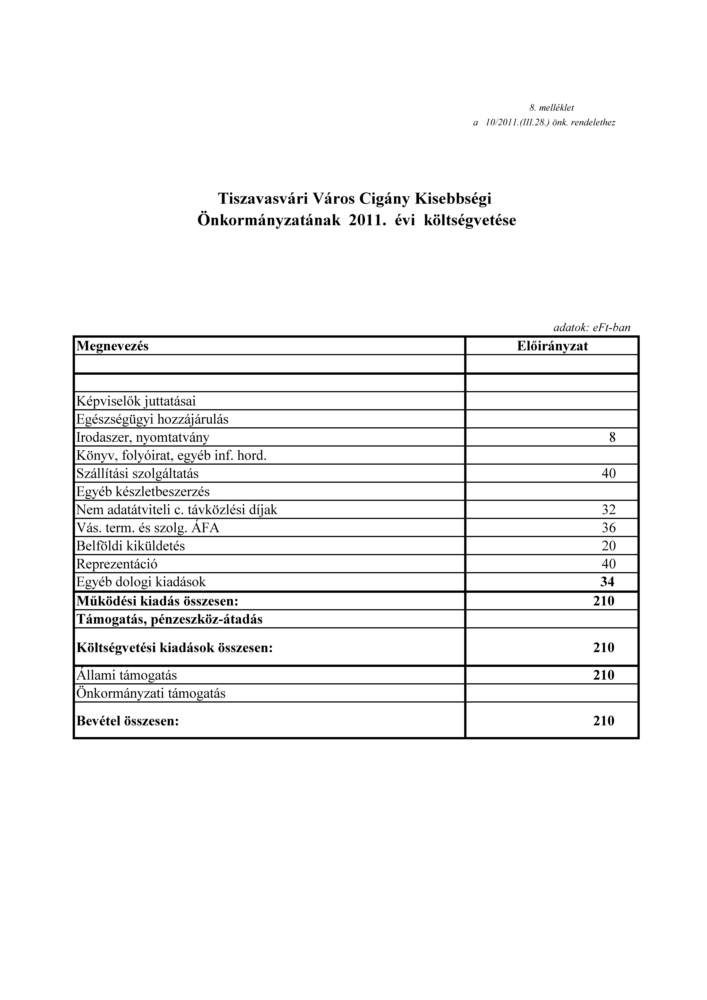 8. melléklet
a 10/2011.(III.28.) önk. rendelethez
Tiszavasvári Város Cigány Kisebbségi
Önkormányzatának 2011. évi költségvetése
adatok: eFt-ban
Megnevezés Előirányzat
Képviselők juttatásai
Egészségügyi hozzájárulás
Irodaszer, nyomtatvány 8
Könyv, folyóirat, egyéb inf. hord.
Szállítási szolgáltatás 40
Egyéb készletbeszerzés
Nem adatátviteli c. távközlési díjak 32
Vás. term. és szolg. ÁFA 36
Belföldi kiküldetés 20
Reprezentáció 40
Egyéb dologi kiadások 34
Működési kiadás összesen: 210
Támogatás, pénzeszköz-átadás
Költségvetési kiadások összesen: 210
Állami támogatás 210
Önkormányzati támogatás
Bevétel összesen: 210